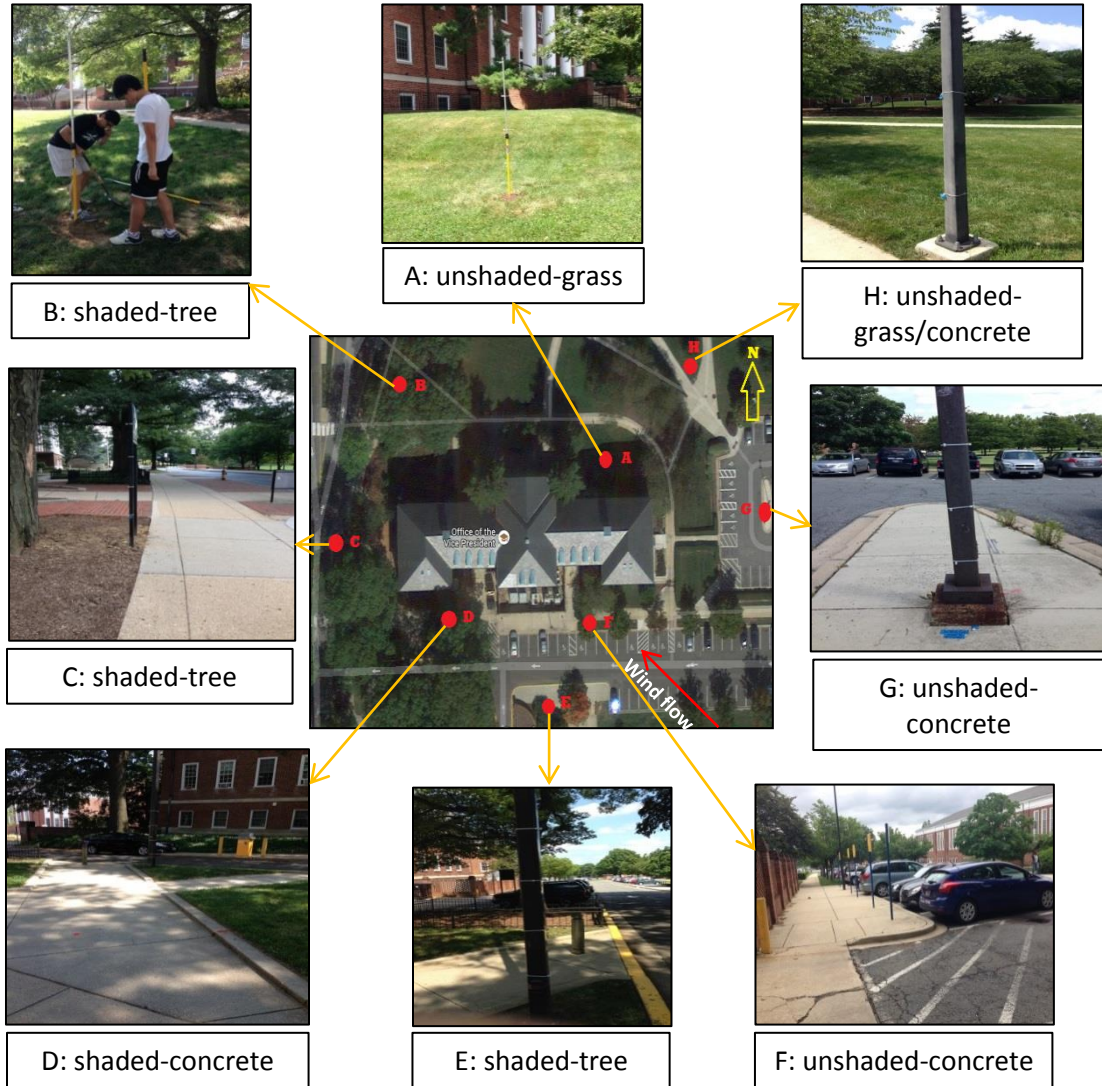 B: shaded-tree
A: unshaded-grass
H: unshaded-
grass/concrete
C: shaded-tree
H
N
B
A
G
Office of the
Vice President
C
D
F
E
Wind flow
G: unshaded-
concrete
D: shaded-concrete
E: shaded-tree
F: unshaded-concrete